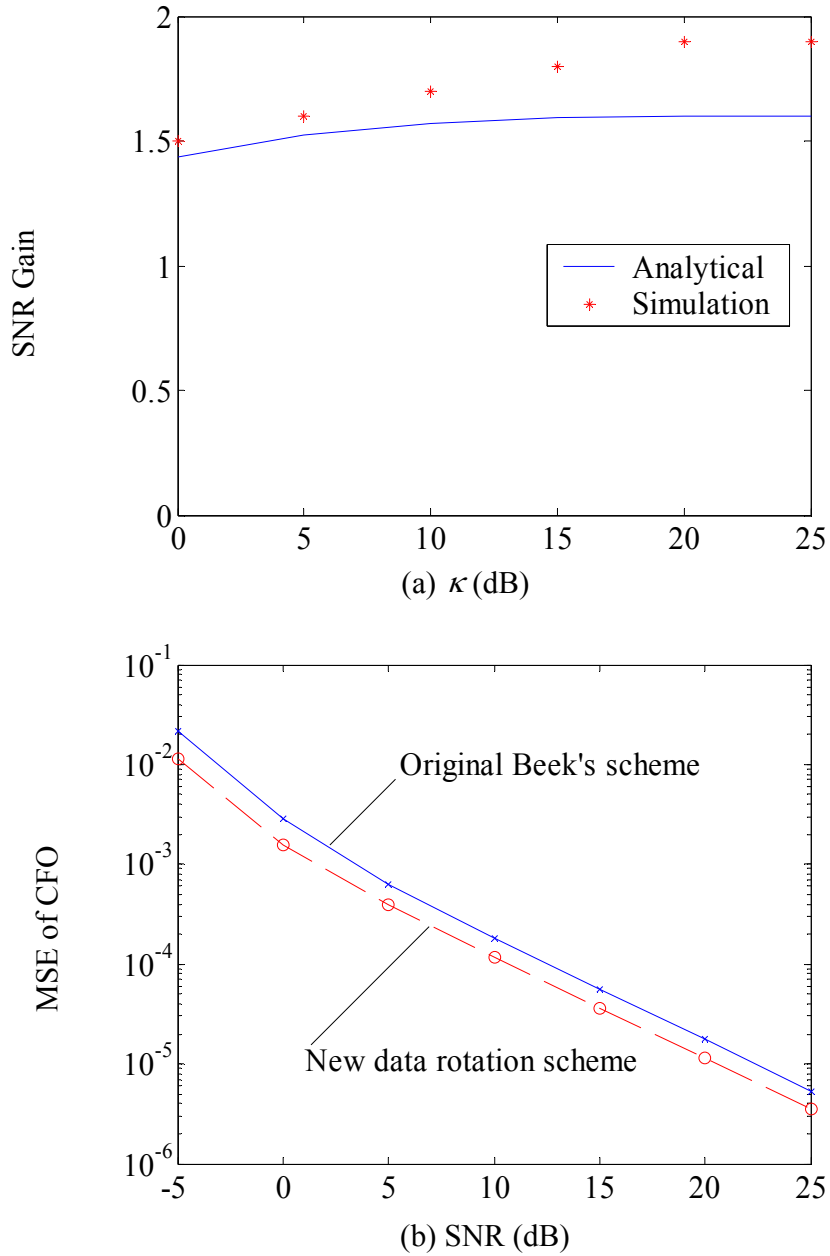 2
1.5
1
0.5
0
SNR Gain
Analytical
Simulation
0 5 10 15 20 25
(a) κ (dB)
10^-1
10^-2
10^-3
10^-4
10^-5
10^-6
MSE of CFO
Original Beek's scheme
New data rotation scheme
-5 0 5 10 15 20 25
(b) SNR (dB)